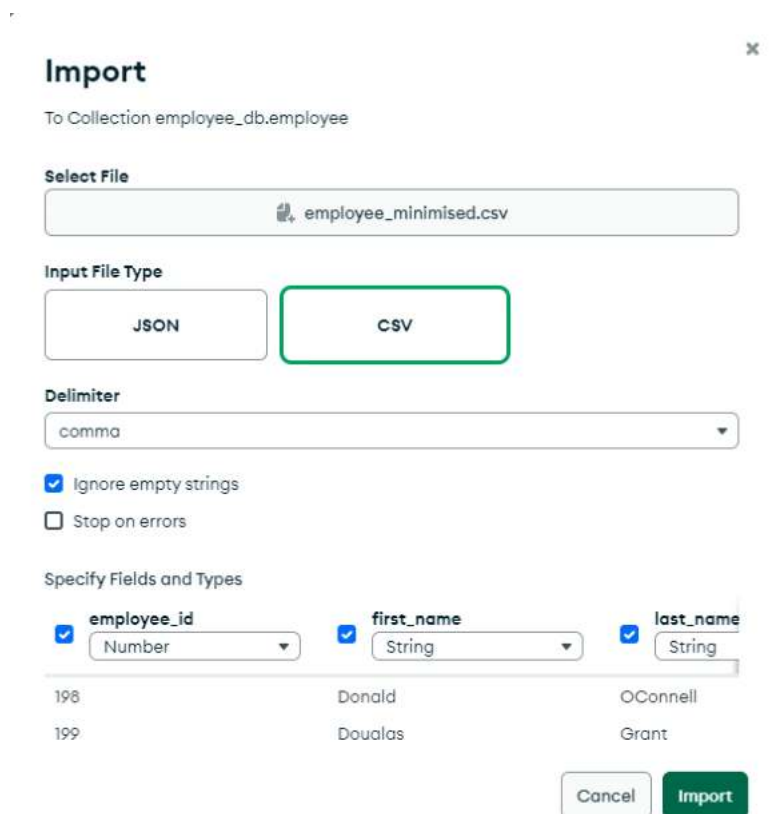 Import
To Collection employee_db.employee
Select File
employee_minimised.csv
Input File Type
JSON CSV
Delimiter
comma
Ignore empty strings
Stop on errors
Specify Fields and Types
employee_id first_name last_name
Number String String
198 Donald OConnell
199 Douglas Grant
Cancel Import